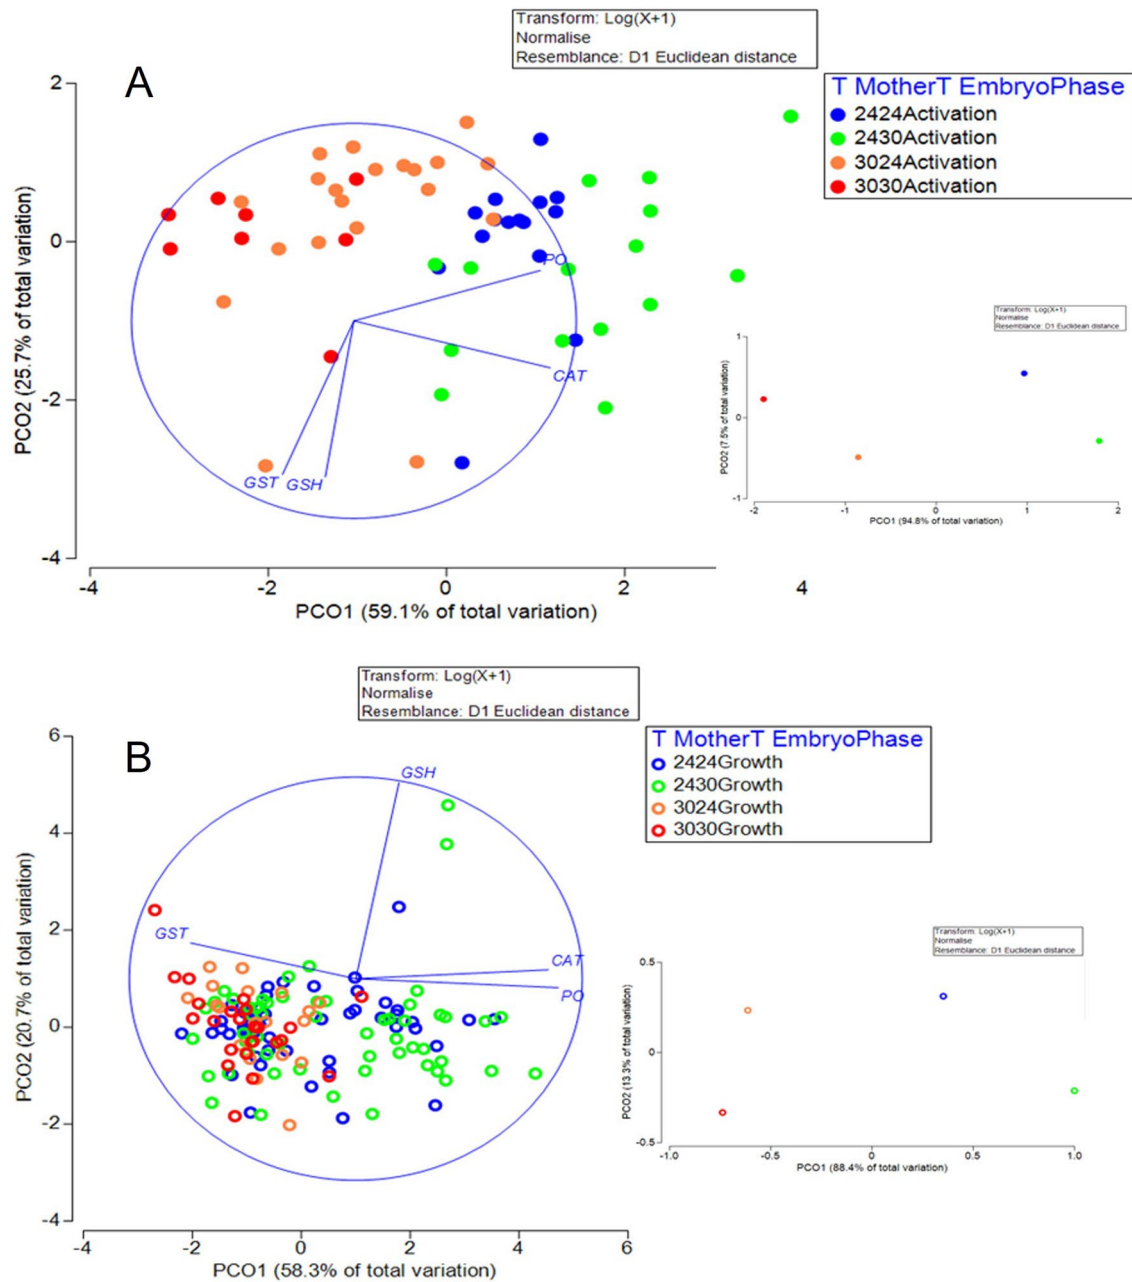 Transform: Log(X+1)
Normalise
Resemblance: D1 Euclidean distance
A
T MotherT EmbryoPhase
2424Activation
2430Activation
3024Activation
3030Activation
2
0
-2
-4
PCO2 (25.7% of total variation)
PO
CAT
GST
GSH
-4
-2
0
2
4
PCO1 (59.1% of total variation)
Transform: Log(X+1)
Normalise
Resemblance: D1 Euclidean distance
1
0
-1
PCO2 (7.5% of total variation)
-2
-1
0
1
2
PCO1 (94.8% of total variation)
Transform: Log(X+1)
Normalise
Resemblance: D1 Euclidean distance
B
T MotherT EmbryoPhase
2424Growth
2430Growth
3024Growth
3030Growth
6
4
2
0
-2
-4
PCO2 (20.7% of total variation)
GSH
GST
CAT
PO
-4
-2
0
2
4
6
PCO1 (58.3% of total variation)
Transform: Log(X+1)
Normalise
Resemblance: D1 Euclidean distance
0.5
0
-0.5
PCO2 (13.3% of total variation)
-1.0
-0.5
0
0.5
1.0
PCO1 (88.4% of total variation)